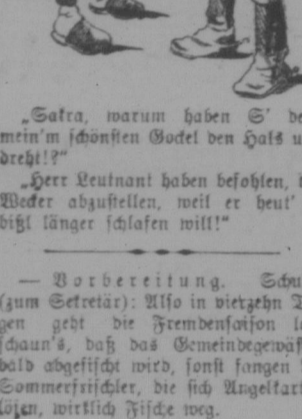 „Sakra, warum haben S' de
mein'm schönsten Gockel den Hals u
dreht!?“
„Herr Leutnant haben befohlen, d
Wecker abzustellen, weil er heut'
bißl länger schlafen will!“
— Vorbereitung. Schu
(zum Sekretär): Also in vierzehn T
gen geht die Fremdensaison l
schaun's, daß das Gemeindegewäs
bald abgefischt wird, sonst fangen
Sommerfrischler, die sich Angelkart
lösen, wirklich Fische weg.